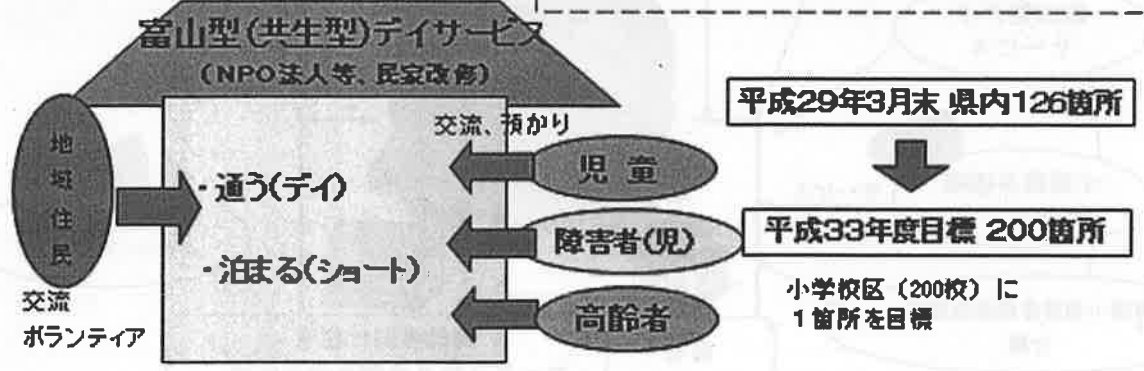 富山型(共生型)デイサービス
(NPO法人等、民家改修)
地域住民
交流
ボランティア
・通う(デイ)
・泊まる(ショート)
交流、預かり
児童
障害者(児)
高齢者
平成29年3月末 県内126箇所
平成33年度目標 200箇所
小学校区(200校)に
1箇所を目標